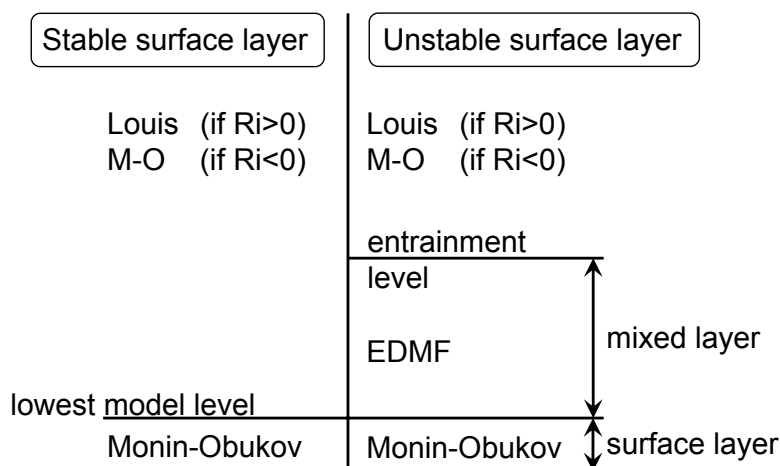 Stable surface layer
Unstable surface layer
Louis (if Ri>0)
M-O (if Ri<0)
Louis (if Ri>0)
M-O (if Ri<0)
entrainment
level
EDMF
mixed layer
lowest model level
Monin-Obukov
Monin-Obukov
surface layer